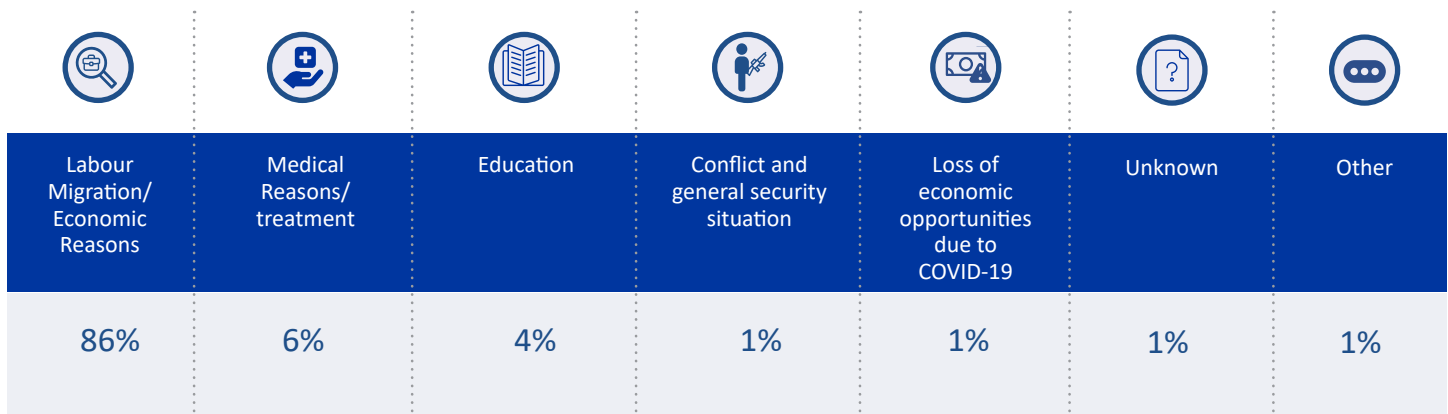 Labour
Migration/
Economic
Reasons
Medical
Reasons/
treatment
Education
Conflict and
general security
situation
Loss of
economic
opportunities
due to
COVID-19
Unknown
Other
86%
6%
4%
1%
1%
1%
1%